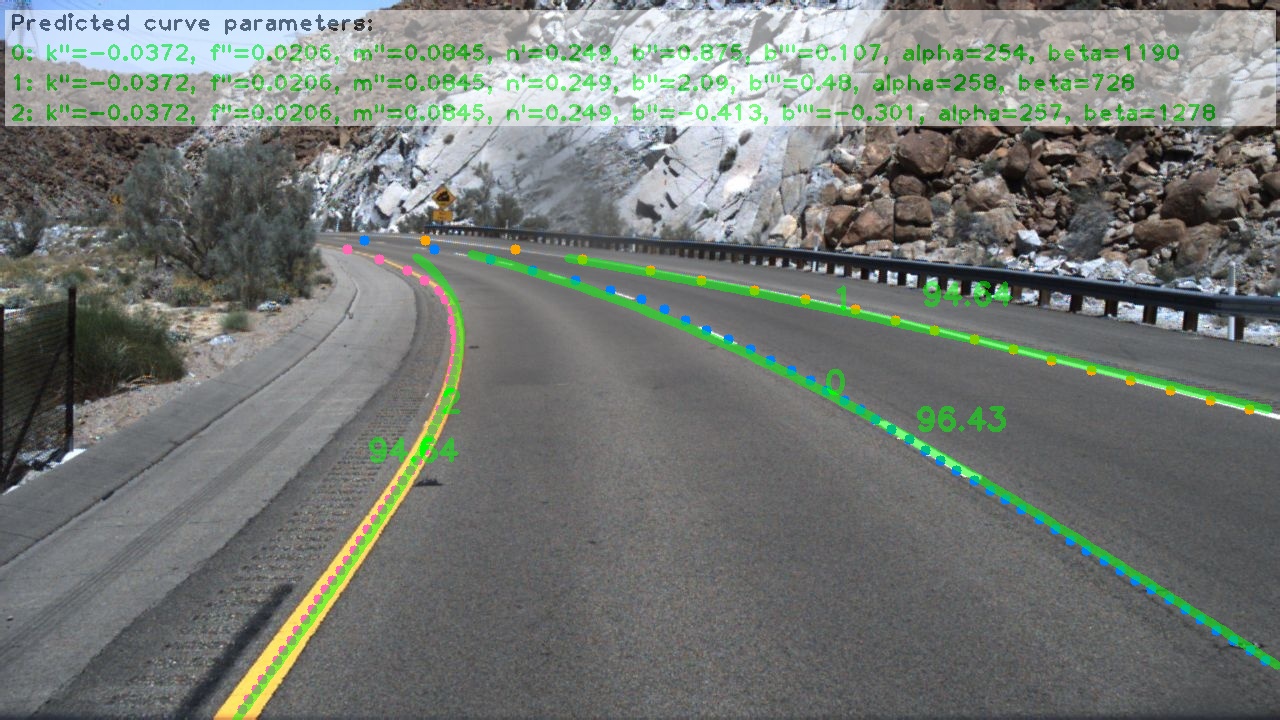 Predicted curve parameters:
0: k''=-0.0372, f''=0.0206, m''=0.0845, n'=0.249, b''=0.875, b'''=0.107, alpha=254, beta=1190
1: k''=-0.0372, f''=0.0206, m''=0.0845, n'=0.249, b''=2.09, b'''=0.48, alpha=258, beta=728
2: k''=-0.0372, f''=0.0206, m''=0.0845, n'=0.249, b''=-0.413, b'''=-0.301, alpha=257, beta=1278
1 94.64
0
96.43
2
94.64